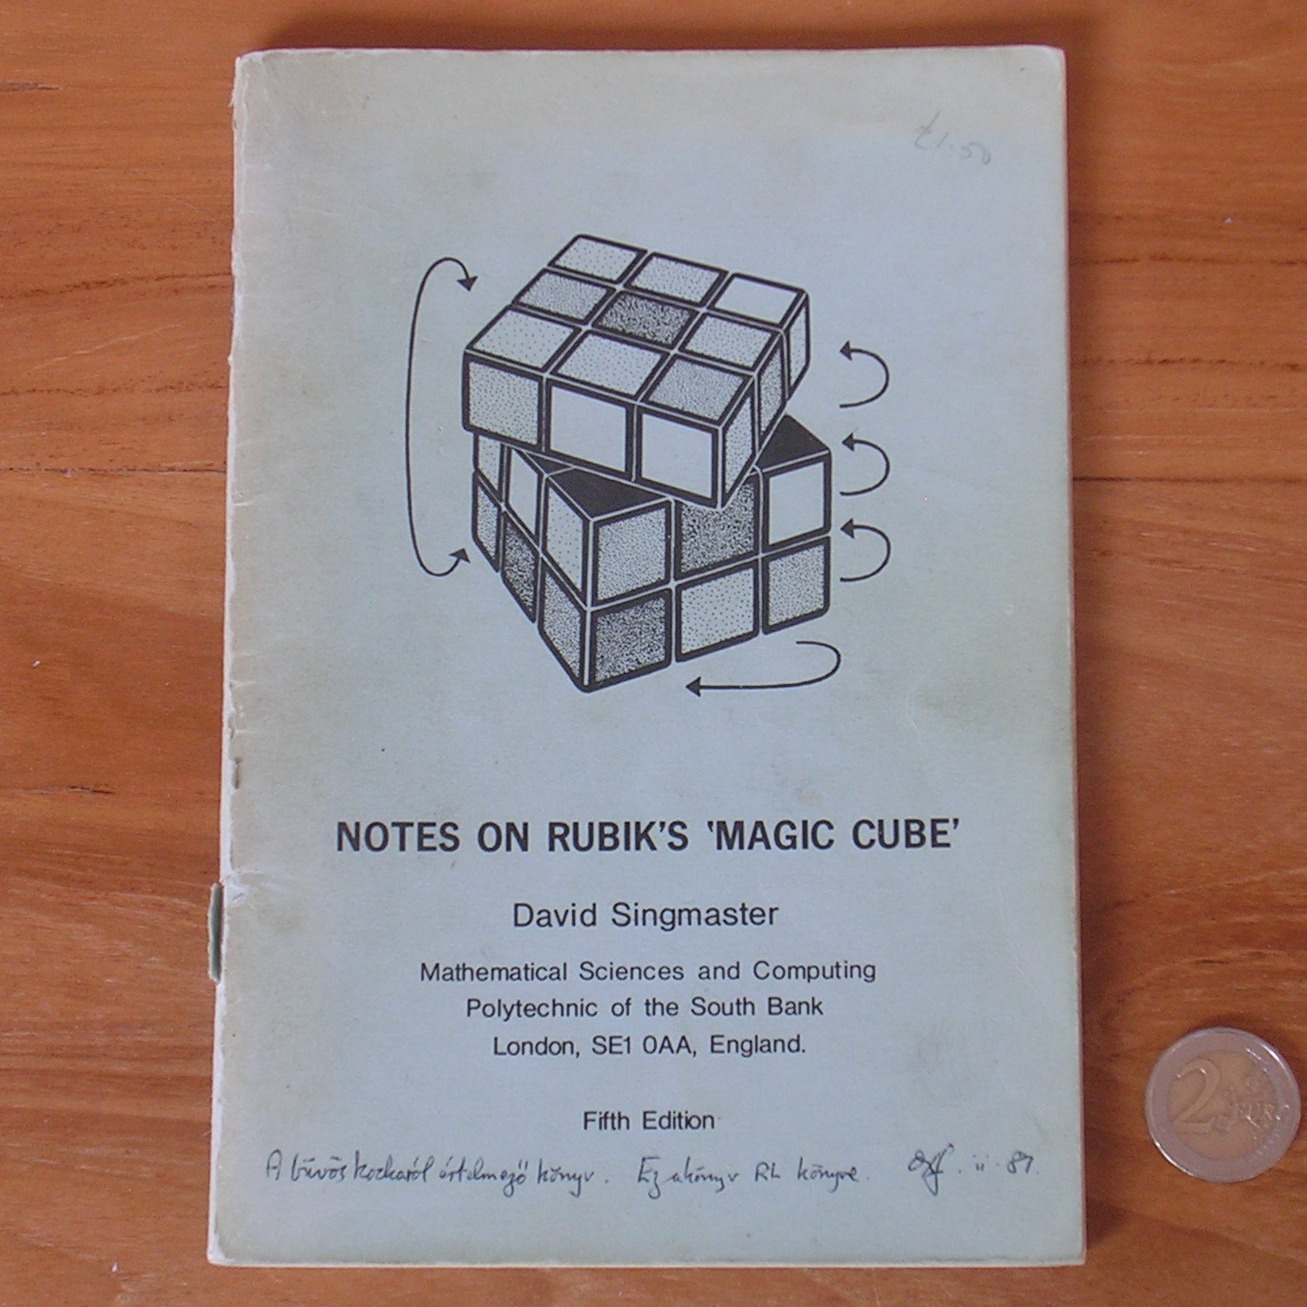 £1.50
NOTES ON RUBIK'S 'MAGIC CUBE'
David Singmaster
Mathematical Sciences and Computing
Polytechnic of the South Bank
London, SE1 0AA, England.
Fifth Edition
A bűvös kockaról értelmező könyv. Ez a könyv RL könyve. ii. 81.
2 EURO